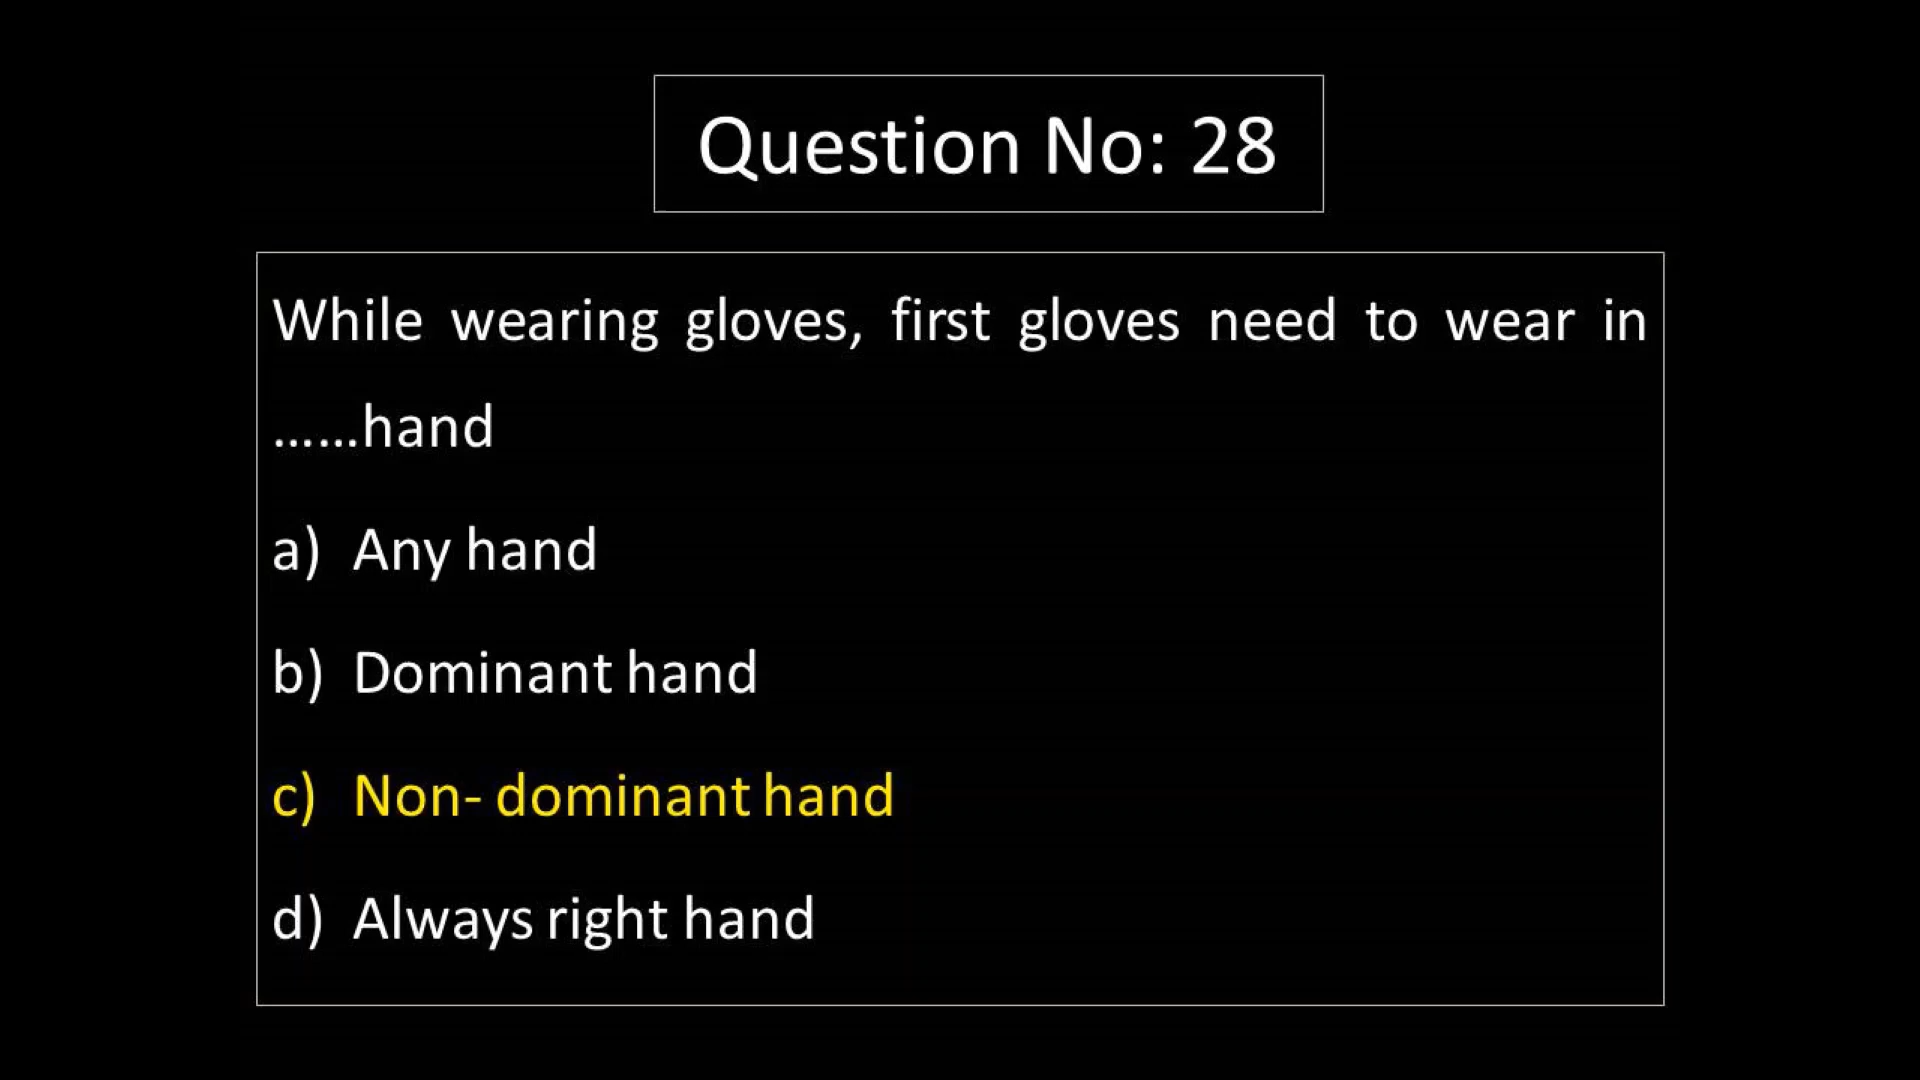 Question No: 28
While wearing gloves, first gloves need to wear in
……hand
a) Any hand
b) Dominant hand
c) Non- dominant hand
d) Always right hand